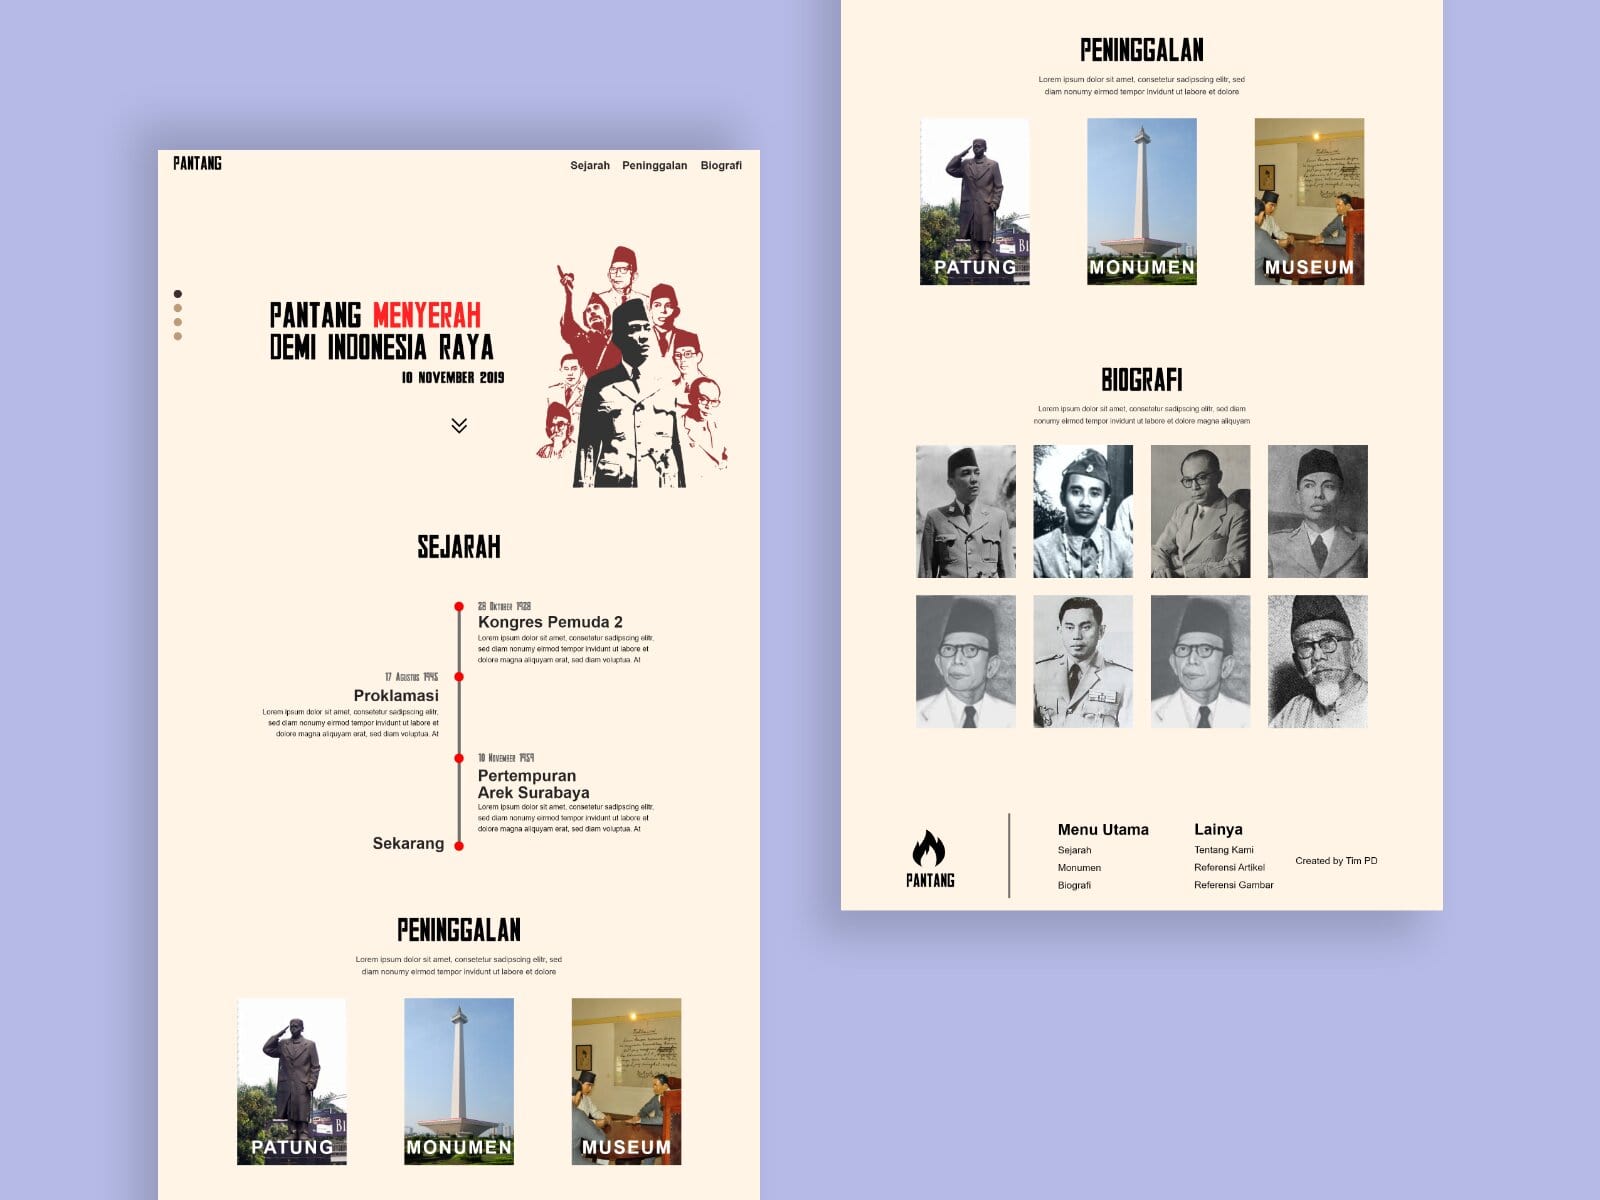 PANTANG
Sejarah Peninggalan Biografi
PANTANG MENYERAH
DEMI INDONESIA RAYA
10 NOVEMBER 2019
SEJARAH
28 Oktober 1928
Kongres Pemuda 2
Lorem ipsum dolor sit amet, consetetur sadipscing elitr,
sed diam nonumy eirmod tempor invidunt ut labore et
dolore magna aliquyam erat, sed diam voluptua. At
17 Agustus 1945
Proklamasi
Lorem ipsum dolor sit amet, consetetur sadipscing elitr,
sed diam nonumy eirmod tempor invidunt ut labore et
dolore magna aliquyam erat, sed diam voluptua. At
10 November 1959
Pertempuran
Arek Surabaya
Lorem ipsum dolor sit amet, consetetur sadipscing elitr,
sed diam nonumy eirmod tempor invidunt ut labore et
dolore magna aliquyam erat, sed diam voluptua. At
Sekarang
PENINGGALAN
Lorem ipsum dolor sit amet, consetetur sadipscing elitr, sed
diam nonumy eirmod tempor invidunt ut labore et dolore
BI
PATUNG MONUMEN MUSEUM
PENINGGALAN
Lorem ipsum dolor sit amet, consetetur sadipscing elitr, sed
diam nonumy eirmod tempor invidunt ut labore et dolore
BI
PATUNG MONUMEN MUSEUM
BIOGRAFI
Lorem ipsum dolor sit amet, consetetur sadipscing elitr, sed diam
nonumy eirmod tempor invidunt ut labore et dolore magna aliquyam
PANTANG
Menu Utama
Sejarah
Monumen
Biografi
Lainya
Tentang Kami
Referensi Artikel
Referensi Gambar
Created by Tim PD